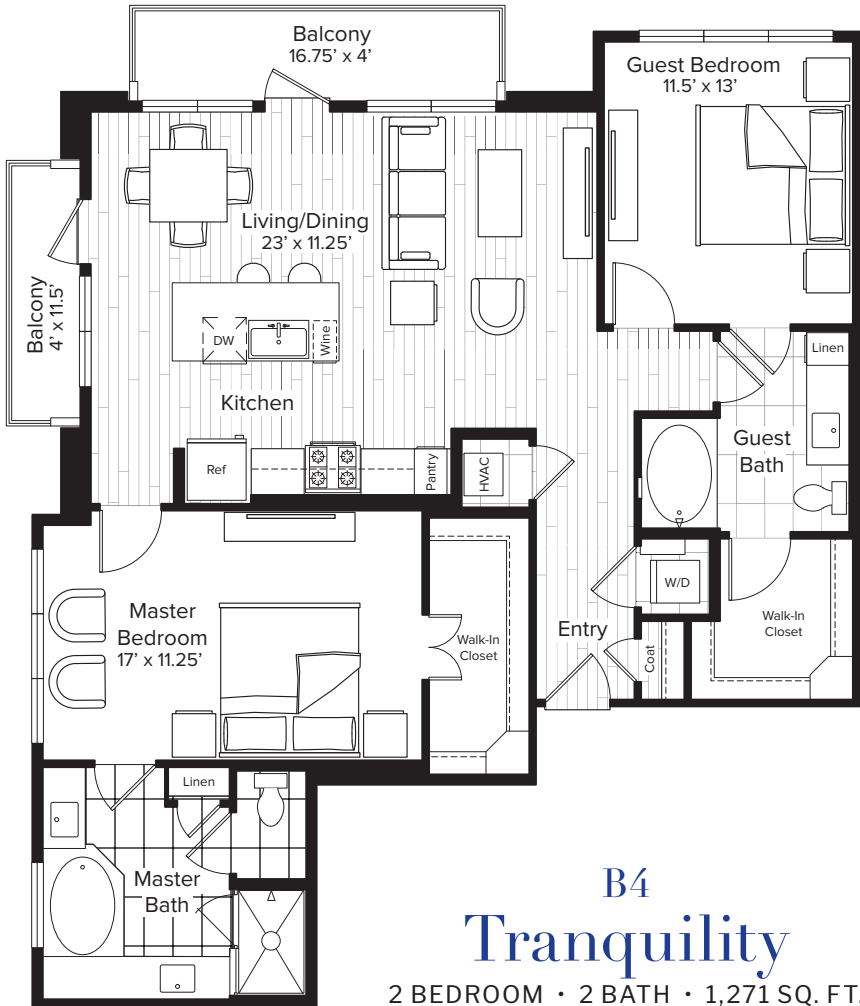 Balcony
16.75’ x 4’
Guest Bedroom
11.5’ x 13’
Living/Dining
23’ x 11.25’
Balcony
4’ x 11.5’
DW
Wine
Linen
Kitchen
Guest
Bath
Ref
Pantry
HVAC
W/D
Master
Bedroom
17’ x 11.25’
Walk-In
Closet
Entry
Coat
Walk-In
Closet
Linen
Master
Bath
B4
Tranquility
2 BEDROOM • 2 BATH • 1,271 SQ. FT.